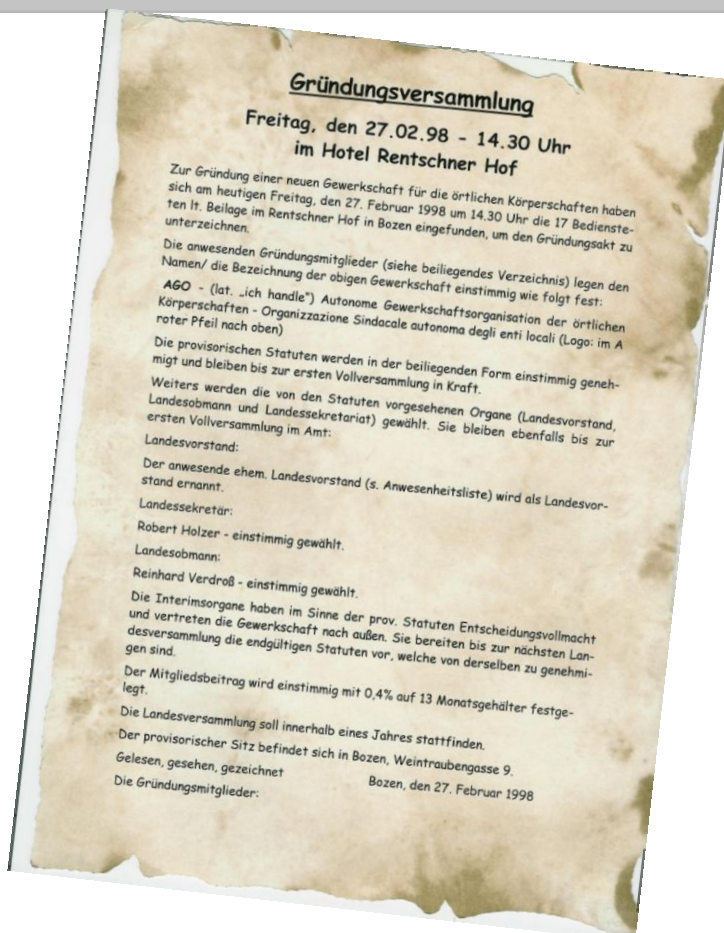 Gründungsversammlung
Freitag, den 27.02.98 - 14.30 Uhr
im Hotel Rentschner Hof
Zur Gründung einer neuen Gewerkschaft für die örtlichen Körperschaften haben
sich am heutigen Freitag, den 27. Februar 1998 um 14.30 Uhr die 17 Bedienste-
ten lt. Beilage im Rentschner Hof in Bozen eingefunden, um den Gründungsakt zu
unterzeichnen.
Die anwesenden Gründungsmitglieder (siehe beiliegendes Verzeichnis) legen den
Namen/ die Bezeichnung der obigen Gewerkschaft einstimmig wie folgt fest:
AGO - (lat. „ich handle") Autonome Gewerkschaftsorganisation der örtlichen
Körperschaften - Organizzazione Sindacale autonoma degli enti locali (Logo: im A
roter Pfeil nach oben)
Die provisorischen Statuten werden in der beiliegenden Form einstimmig geneh-
migt und bleiben bis zur ersten Vollversammlung in Kraft.
Weiters werden die von den Statuten vorgesehenen Organe (Landesvorstand,
Landesobmann und Landessekretariat) gewählt. Sie bleiben ebenfalls bis zur
ersten Vollversammlung im Amt:
Landesvorstand:
Der anwesende ehem. Landesvorstand (s. Anwesenheitsliste) wird als Landesvor-
stand ernannt.
Landessekretär:
Robert Holzer - einstimmig gewählt.
Landesobmann:
Reinhard Verdroß - einstimmig gewählt.
Die Interimsorgane haben im Sinne der prov. Statuten Entscheidungsvollmacht
und vertreten die Gewerkschaft nach außen. Sie bereiten bis zur nächsten Lan-
desversammlung die endgültigen Statuten vor, welche von derselben zu genehmi-
gen sind.
Der Mitgliedsbeitrag wird einstimmig mit 0,4% auf 13 Monatsgehälter festge-
legt.
Die Landesversammlung soll innerhalb eines Jahres stattfinden.
Der provisorischer Sitz befindet sich in Bozen, Weintraubengasse 9.
Gelesen, gesehen, gezeichnet
Bozen, den 27. Februar 1998
Die Gründungsmitglieder: